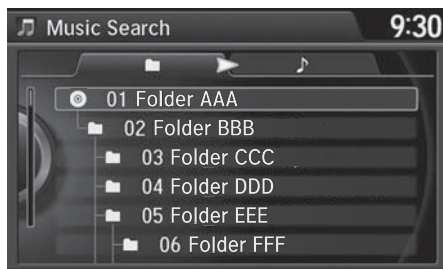 Music Search
9:30
01 Folder AAA
02 Folder BBB
03 Folder CCC
04 Folder DDD
05 Folder EEE
06 Folder FFF